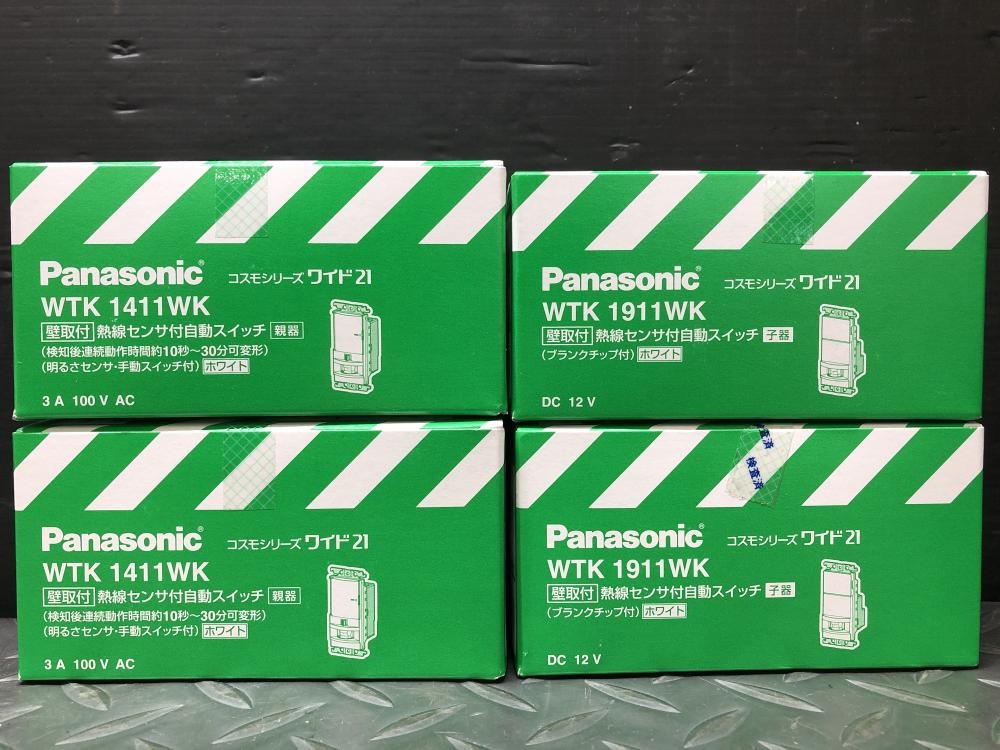 Panasonic® コスモシリーズ ワイド21
WTK 1411WK
壁取付 熱線センサ付自動スイッチ 親器
(検知後連続動作時間約10秒〜30分可変形)
(明るさセンサ・手動スイッチ付) ホワイト
3 A 100 V AC
Panasonic® コスモシリーズ ワイド21
WTK 1911WK
壁取付 熱線センサ付自動スイッチ 子器
(ブランクチップ付) ホワイト
DC 12 V
Panasonic® コスモシリーズ ワイド21
WTK 1411WK
壁取付 熱線センサ付自動スイッチ 親器
(検知後連続動作時間約10秒〜30分可変形)
(明るさセンサ・手動スイッチ付) ホワイト
3 A 100 V AC
査済
検査済
Panasonic® コスモシリーズ ワイド21
WTK 1911WK
壁取付 熱線センサ付自動スイッチ 子器
(ブランクチップ付) ホワイト
DC 12 V